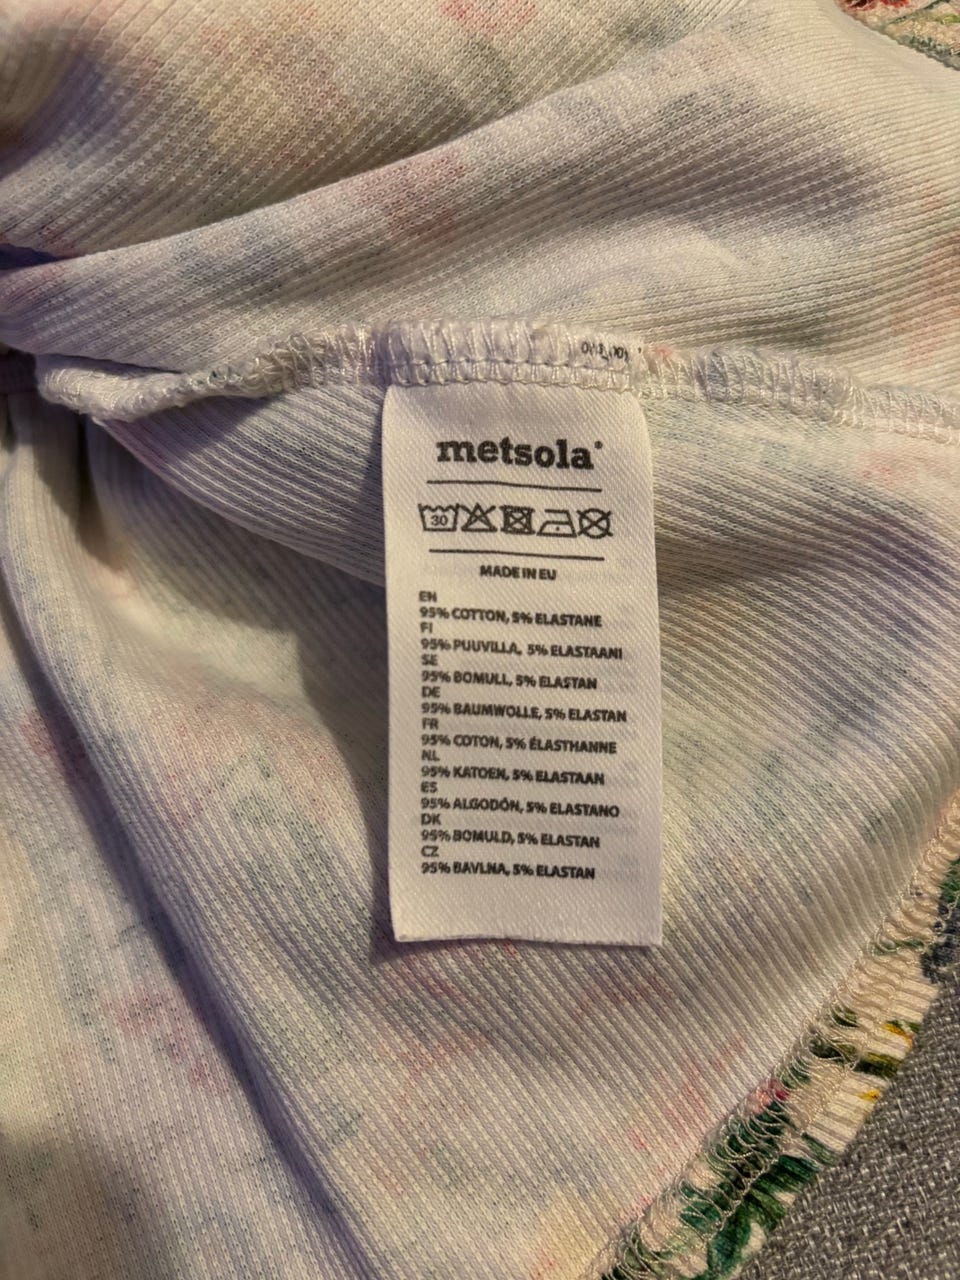 metsola
30
MADE IN EU
EN
95% COTTON, 5% ELASTANE
FI
95% PUUVILLA, 5% ELASTAANI
SE
95% BOMULL, 5% ELASTAN
DE
95% BAUMWOLLE, 5% ELASTAN
FR
95% COTON, 5% ÉLASTHANNE
NL
95% KATOEN, 5% ELASTAAN
ES
95% ALGODÓN, 5% ELASTANO
DK
95% BOMULD, 5% ELASTAN
CZ
95% BAVLNA, 5% ELASTAN